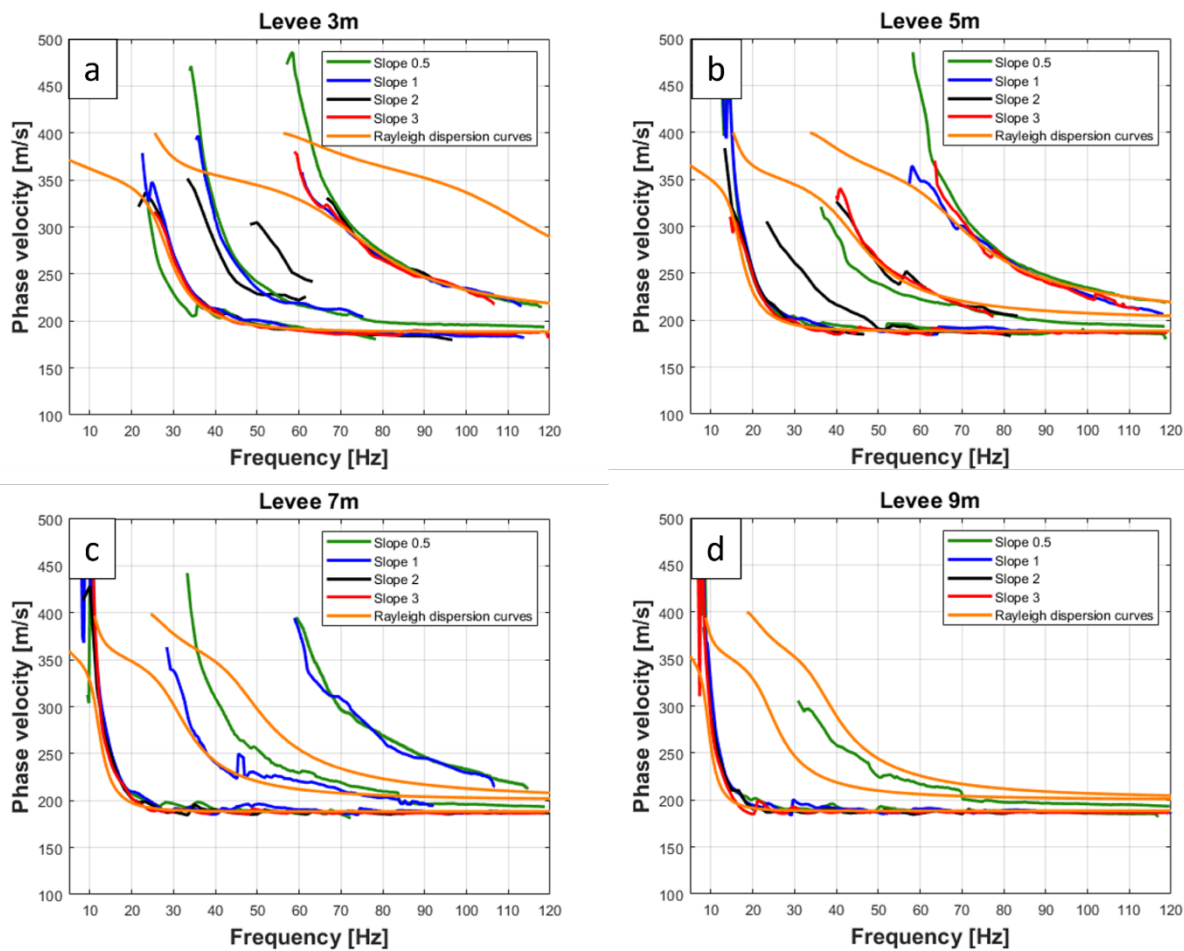 Levee 3m
a
500
450
400
350
300
250
200
150
100
Phase velocity [m/s]
Slope 0.5
Slope 1
Slope 2
Slope 3
Rayleigh dispersion curves
10 20 30 40 50 60 70 80 90 100 110 120
Frequency [Hz]
Levee 5m
b
500
450
400
350
300
250
200
150
100
Phase velocity [m/s]
Slope 0.5
Slope 1
Slope 2
Slope 3
Rayleigh dispersion curves
10 20 30 40 50 60 70 80 90 100 110 120
Frequency [Hz]
Levee 7m
c
500
450
400
350
300
250
200
150
100
Phase velocity [m/s]
Slope 0.5
Slope 1
Slope 2
Slope 3
Rayleigh dispersion curves
10 20 30 40 50 60 70 80 90 100 110 120
Frequency [Hz]
Levee 9m
d
500
450
400
350
300
250
200
150
100
Phase velocity [m/s]
Slope 0.5
Slope 1
Slope 2
Slope 3
Rayleigh dispersion curves
10 20 30 40 50 60 70 80 90 100 110 120
Frequency [Hz]